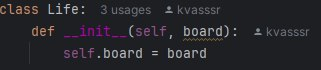 class Life: 3 usages kvasssr
def __init__(self, board): kvasssr
self.board = board